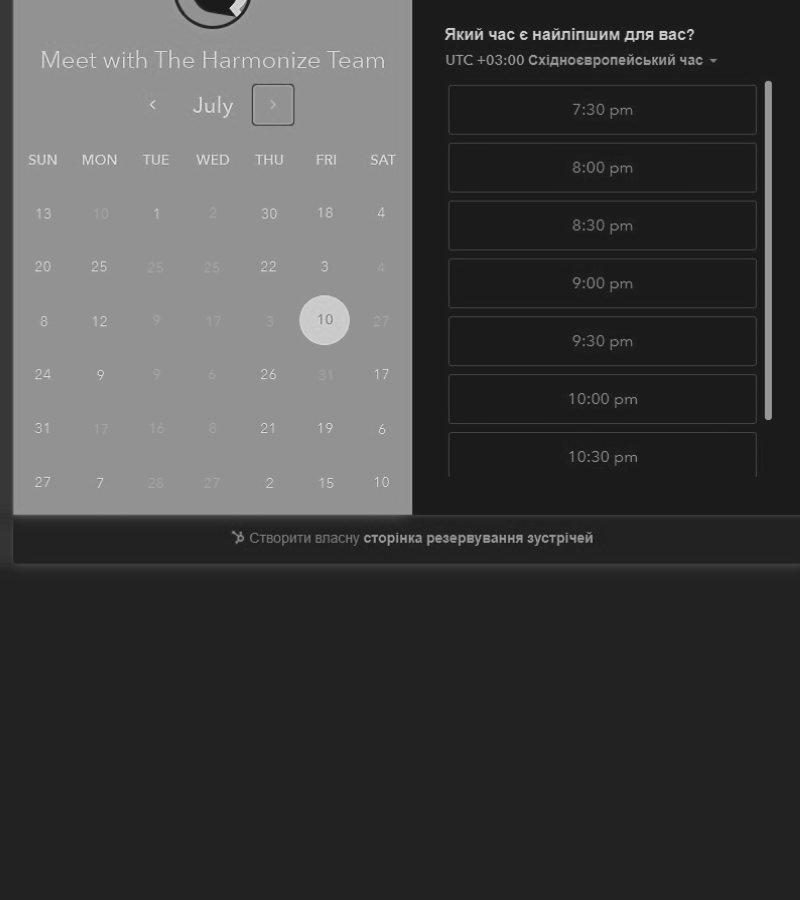 Meet with The Harmonize Team
July
SUN MON TUE WED THU FRI SAT
13 10 1 2 30 18 4
20 25 25 25 22 3 4
8 12 9 17 3 10 27
24 9 9 6 26 31 17
31 17 16 8 21 19 6
27 7 28 27 2 15 10
Який час є найліпшим для вас?
UTC +03:00 Східноєвропейський час
7:30 pm
8:00 pm
8:30 pm
9:00 pm
9:30 pm
10:00 pm
10:30 pm
Створити власну сторінка резервування зустрічей